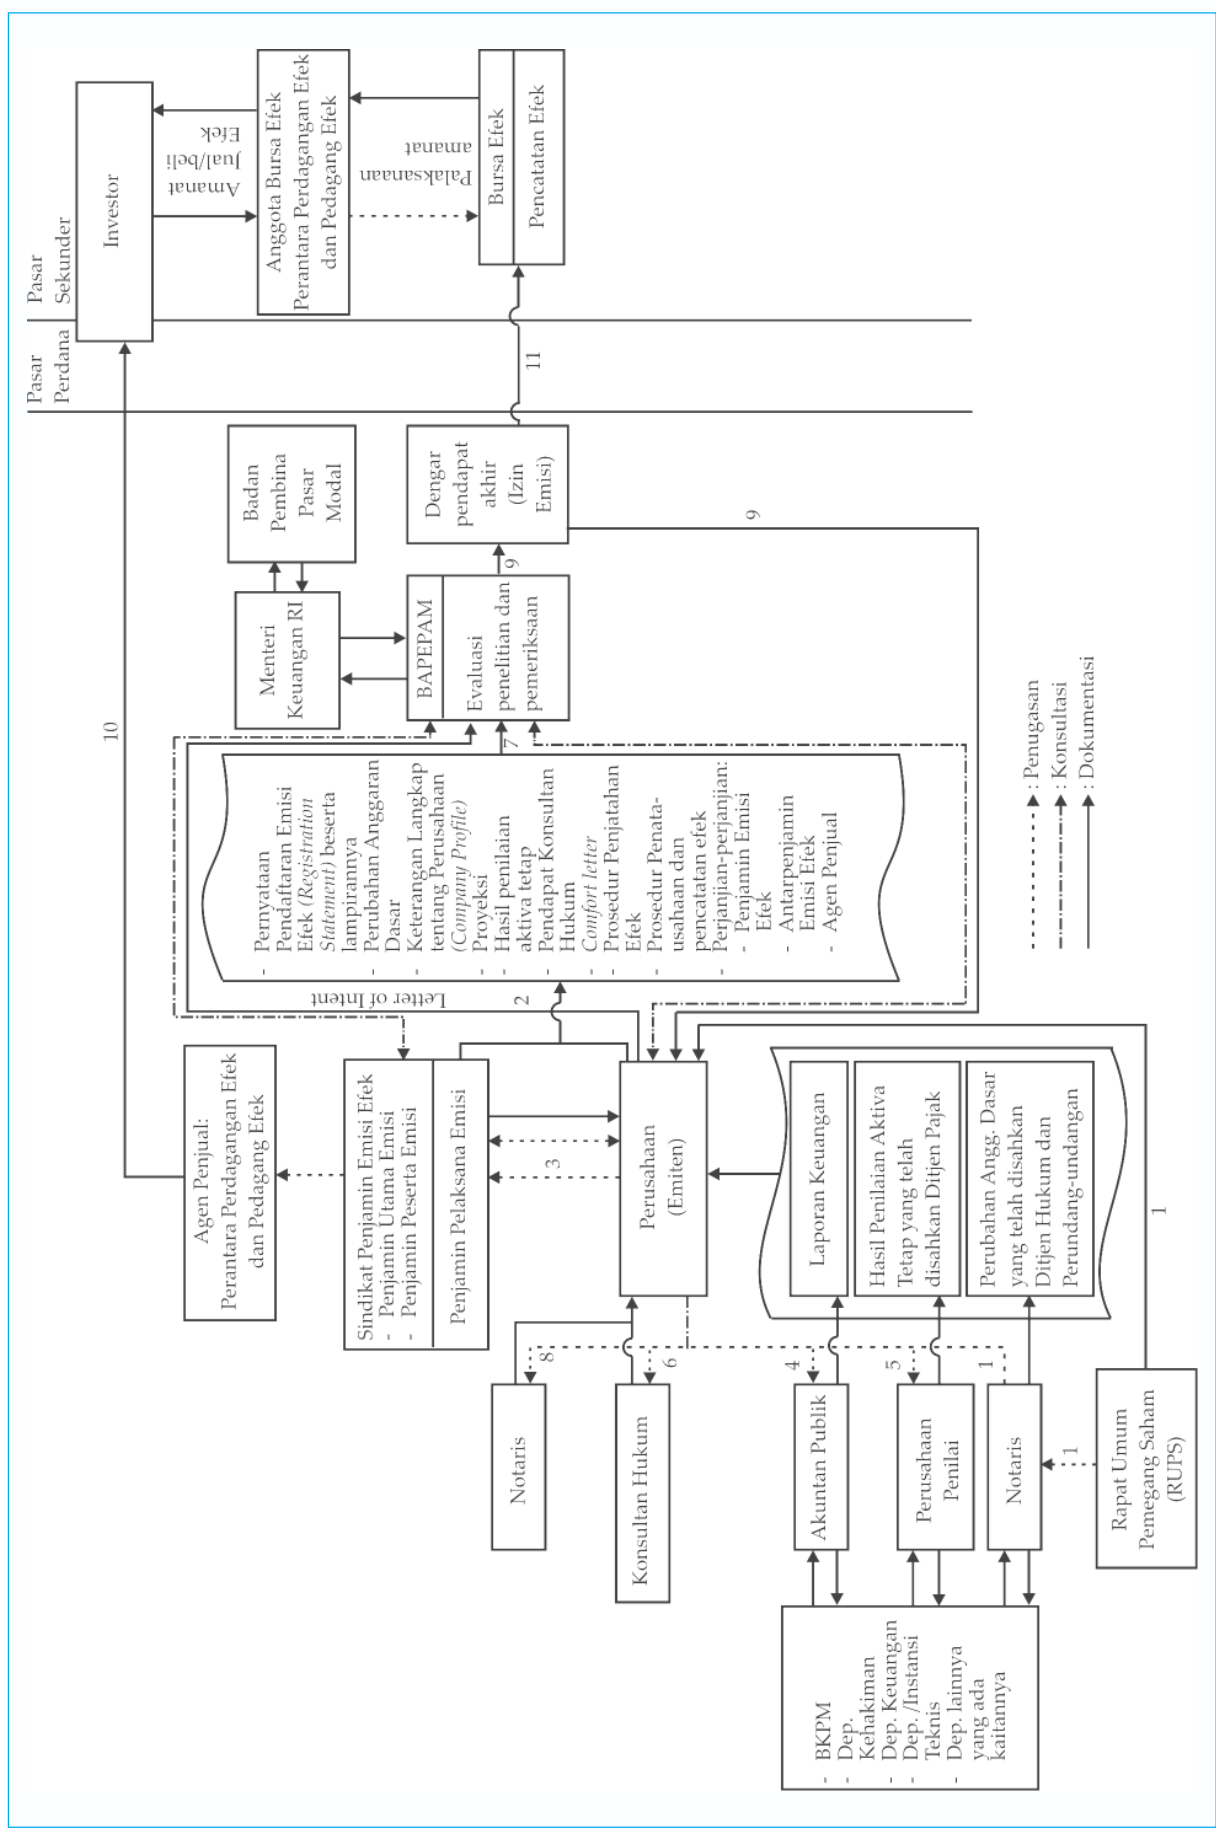 Pasar
Perdana
Pasar
Sekunder
10
Agen Penjual:
Perantara Perdagangan Efek
dan Pedagang Efek
Investor
Amanat
Jual/beli
Efek
Anggota Bursa Efek
Perantara Perdagangan Efek
dan Pedagang Efek
Palaksanaan
amanat
Bursa Efek
Pencatatan Efek
Badan
Pembina
Pasar
Modal
Menteri
Keuangan RI
BAPEPAM
Evaluasi
penelitian dan
pemeriksaan
9
Dengar
pendapat
akhir
(Izin
Emisi)
11
9
7
- Pernyataan
Pendaftaran Emisi
Efek (Registration
Statement) beserta
lampirannya
- Perubahan Anggaran
Dasar
- Keterangan Langkap
tentang Perusahaan
(Company Profile)
- Proyeksi
- Hasil penilaian
aktiva tetap
- Pendapat Konsultan
Hukum
- Comfort letter
- Prosedur Penjatahan
Efek
- Prosedur Penata-
usahaan dan
pencatatan efek
- Perjanjian-perjanjian:
- Penjamin Emisi
Efek
- Antarpenjamin
Emisi Efek
- Agen Penjual
Letter of Intent
2
Sindikat Penjamin Emisi Efek
- Penjamin Utama Emisi
- Penjamin Peserta Emisi
Penjamin Pelaksana Emisi
3
Perusahaan
(Emiten)
Notaris
8
Konsultan Hukum
6
Laporan Keuangan
Hasil Penilaian Aktiva
Tetap yang telah
disahkan Ditjen Pajak
Perubahan Angg. Dasar
yang telah disahkan
Ditjen Hukum dan
Perundang-undangan
4
Akuntan Publik
5
Perusahaan
Penilai
1
Notaris
1
Rapat Umum
Pemegang Saham
(RUPS)
1
- BKPM
- Dep.
Kehakiman
- Dep. Keuangan
- Dep. /Instansi
Teknis
- Dep. lainnya
yang ada
kaitannya
: Penugasan
: Konsultasi
: Dokumentasi